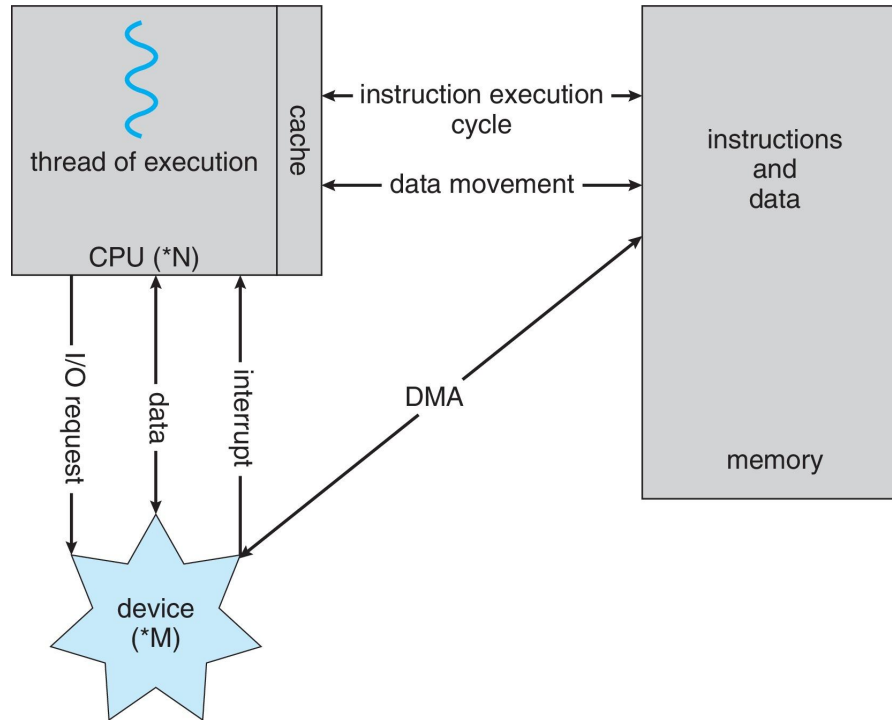 thread of execution
cache
CPU (*N)
instruction execution
cycle
data movement
instructions
and
data
memory
I/O request
data
interrupt
DMA
device
(*M)